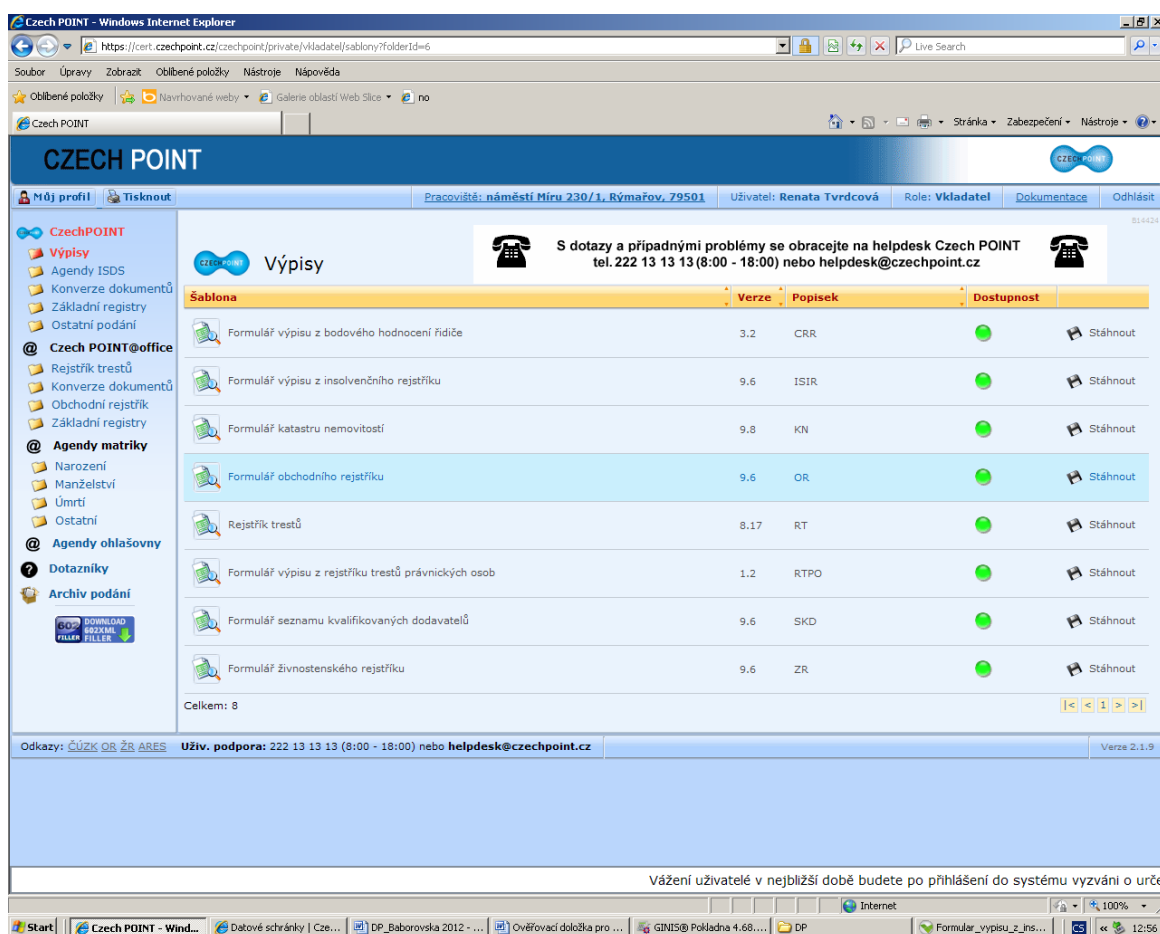 Czech POINT - Windows Internet Explorer
https://cert.czechpoint.cz/czechpoint/private/vkladatel/sablony?folderId=6
Live Search
Soubor Úpravy Zobrazit Oblíbené položky Nástroje Nápověda
Oblíbené položky Navrhované weby Galerie oblastí Web Slice no
Czech POINT Stránka Zabezpečení Nástroje
CZECH POINT CZECH POINT
Můj profil Tisknout Pracoviště: náměstí Míru 230/1, Rýmařov, 79501 Uživatel: Renata Tvrdcová Role: Vkladatel Dokumentace Odhlásit
814424
CzechPOINT
Výpisy
Agendy ISDS
Konverze dokumentů
Základní registry
Ostatní podání
Czech POINT@office
Rejstřík trestů
Konverze dokumentů
Obchodní rejstřík
Základní registry
Agendy matriky
Narození
Manželství
Úmrtí
Ostatní
Agendy ohlašovny
Dotazníky
Archiv podání
602 FILLER DOWNLOAD 602XML FILLER
CZECH POINT Výpisy
S dotazy a případnými problémy se obracejte na helpdesk Czech POINT
tel. 222 13 13 13 (8:00 - 18:00) nebo helpdesk@czechpoint.cz
Šablona Verze Popisek Dostupnost
Formulář výpisu z bodového hodnocení řidiče 3.2 CRR Stáhnout
Formulář výpisu z insolvenčního rejstříku 9.6 ISIR Stáhnout
Formulář katastru nemovitostí 9.8 KN Stáhnout
Formulář obchodního rejstříku 9.6 OR Stáhnout
Rejstřík trestů 8.17 RT Stáhnout
Formulář výpisu z rejstříku trestů právnických osob 1.2 RTPO Stáhnout
Formulář seznamu kvalifikovaných dodavatelů 9.6 SKD Stáhnout
Formulář živnostenského rejstříku 9.6 ZR Stáhnout
Celkem: 8 |< < 1 > >|
Odkazy: ČÚZK OR ŽR ARES Uživ. podpora: 222 13 13 13 (8:00 - 18:00) nebo helpdesk@czechpoint.cz Verze 2.1.9
Vážení uživatelé v nejbližší době budete po přihlášení do systému vyzváni o urče
Internet 100%
Start Czech POINT - Wind... Datové schránky | Cze... DP_Baborovska 2012 - ... Ověřovací doložka pro ... GINIS® Pokladna 4.68.... DP Formular_vypisu_z_ins... CS 12:56